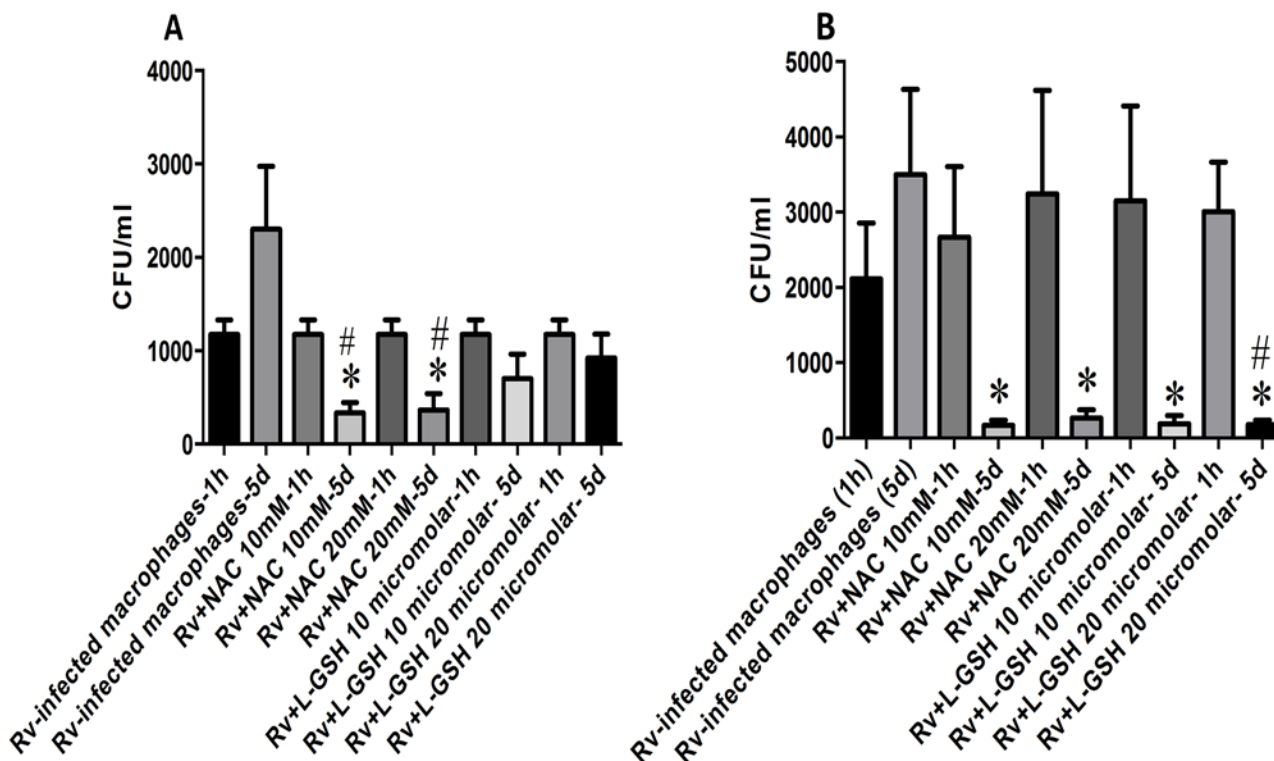 A
CFU/ml
4000
3000
2000
1000
0
#
*
#
*
Rv-infected macrophages-1h
Rv-infected macrophages-5d
Rv+NAC 10mM-1h
Rv+NAC 10mM-5d
Rv+NAC 20mM-1h
Rv+NAC 20mM-5d
Rv+L-GSH 10 micromolar-1h
Rv+L-GSH 10 micromolar- 5d
Rv+L-GSH 20 micromolar- 1h
Rv+L-GSH 20 micromolar- 5d
B
CFU/ml
5000
4000
3000
2000
1000
0
*
*
*
#
*
Rv-infected macrophages (1h)
Rv-infected macrophages (5d)
Rv+NAC 10mM-1h
Rv+NAC 10mM-5d
Rv+NAC 20mM-1h
Rv+NAC 20mM-5d
Rv+L-GSH 10 micromolar-1h
Rv+L-GSH 10 micromolar- 5d
Rv+L-GSH 20 micromolar- 1h
Rv+L-GSH 20 micromolar- 5d